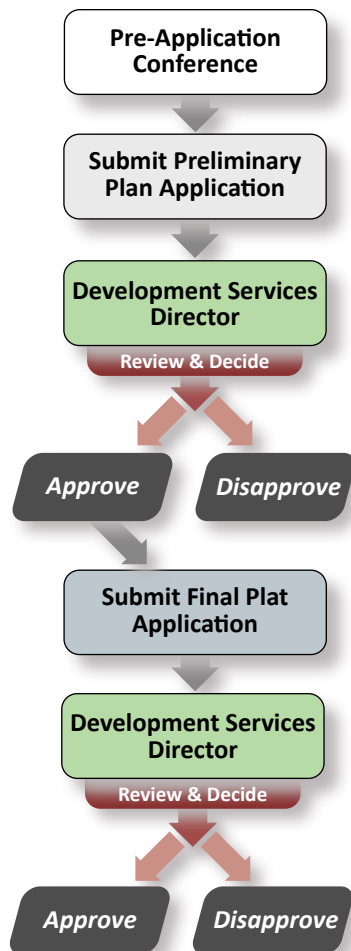 Pre-Application
Conference
Submit Preliminary
Plan Application
Development Services
Director
Review & Decide
Approve
Disapprove
Submit Final Plat
Application
Development Services
Director
Review & Decide
Approve
Disapprove